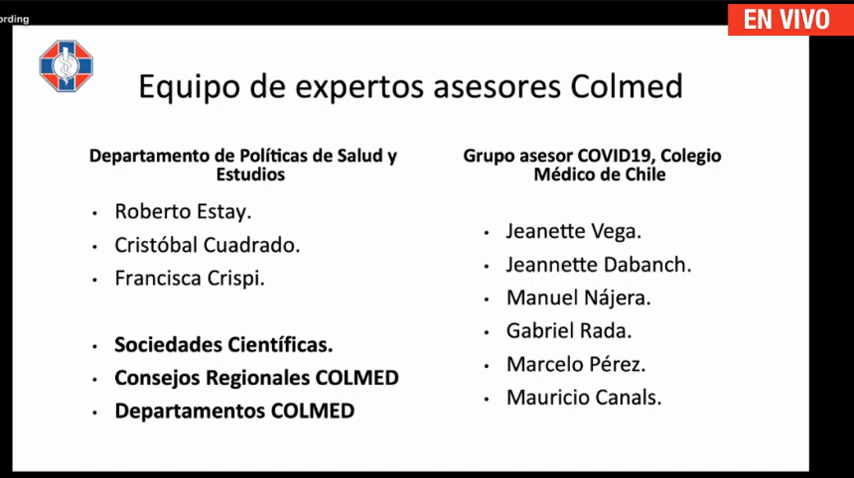 ording
EN VIVO
Equipo de expertos asesores Colmed
Departamento de Políticas de Salud y
Estudios
Roberto Estay.
Cristóbal Cuadrado.
Francisca Crispi.
Sociedades Científicas.
Consejos Regionales COLMED
Departamentos COLMED
Grupo asesor COVID19, Colegio
Médico de Chile
Jeanette Vega.
Jeannette Dabanch.
Manuel Nájera.
Gabriel Rada.
Marcelo Pérez.
Mauricio Canals.